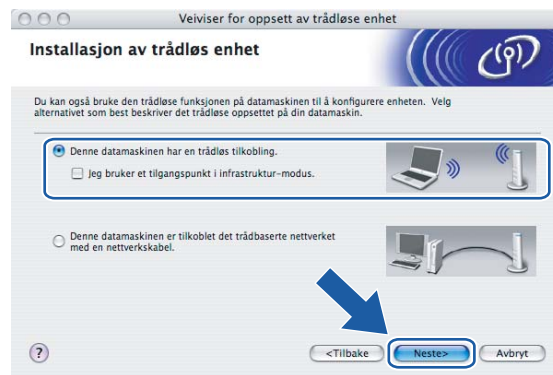 Veiviser for oppsett av trådløse enhet
Installasjon av trådløs enhet
Du kan også bruke den trådløse funksjonen på datamaskinen til å konfigurere enheten. Velg
alternativet som best beskriver det trådløse oppsettet på din datamaskin.
Denne datamaskinen har en trådløs tilkobling.
Jeg bruker et tilgangspunkt i infrastruktur-modus.
Denne datamaskinen er tilkoblet det trådbaserte nettverket
med en nettverkskabel.
?
<Tilbake
Neste>
Avbryt